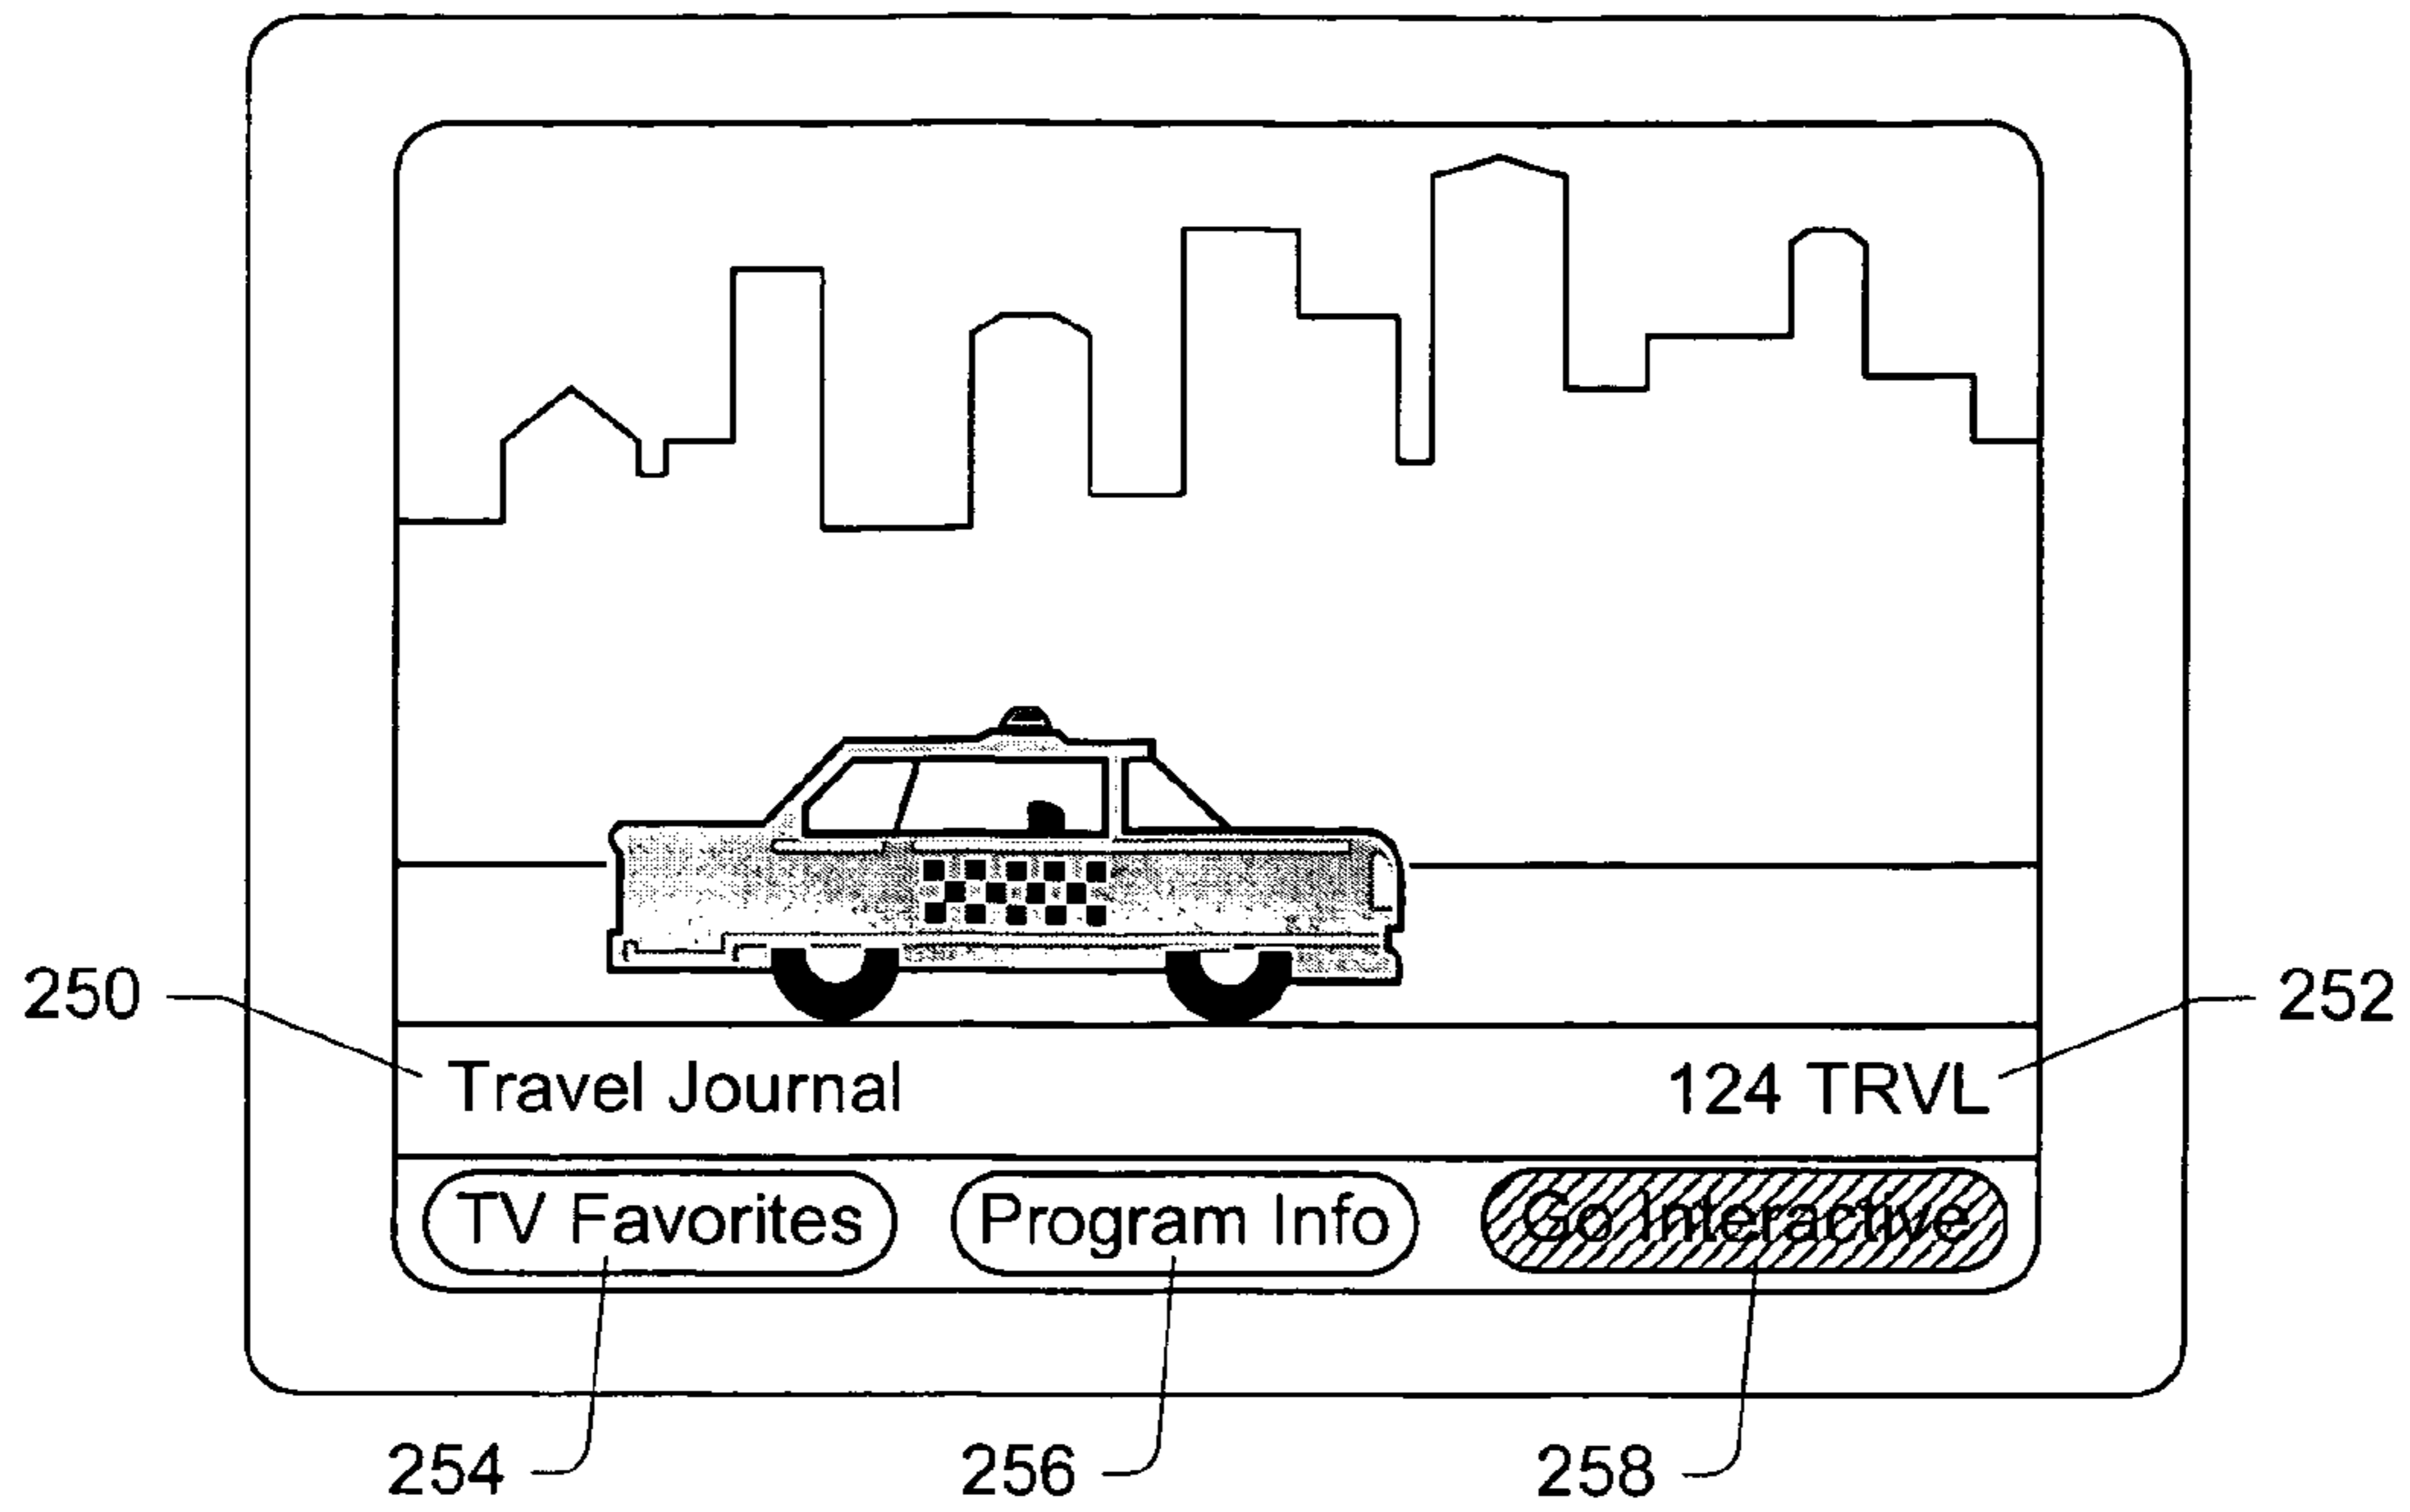 250
252
Travel Journal 124 TRVL
TV Favorites Program Info Go Interactive
254 256 258